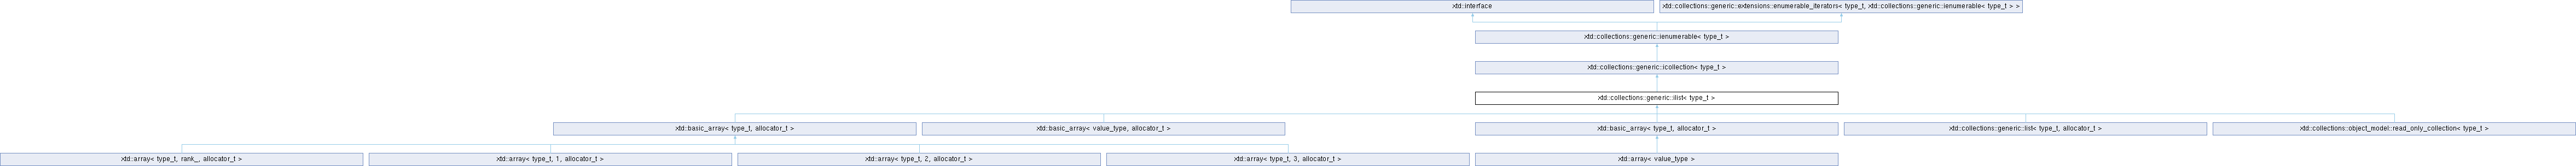 xtd::interface
xtd::collections::generic::extensions::enumerable_iterators< type_t, xtd::collections::generic::ienumerable< type_t > >
xtd::collections::generic::ienumerable< type_t >
xtd::collections::generic::icollection< type_t >
xtd::collections::generic::ilist< type_t >
xtd::basic_array< type_t, allocator_t >
xtd::basic_array< value_type, allocator_t >
xtd::basic_array< type_t, allocator_t >
xtd::collections::generic::list< type_t, allocator_t >
xtd::collections::object_model::read_only_collection< type_t >
xtd::array< type_t, rank_, allocator_t >
xtd::array< type_t, 1, allocator_t >
xtd::array< type_t, 2, allocator_t >
xtd::array< type_t, 3, allocator_t >
xtd::array< value_type >